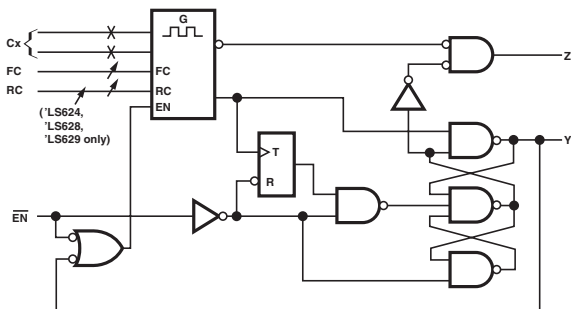 G
Cx
FC
FC
RC
RC
EN
('LS624,
'LS628,
'LS629 only)
T
R
EN
Z
Y